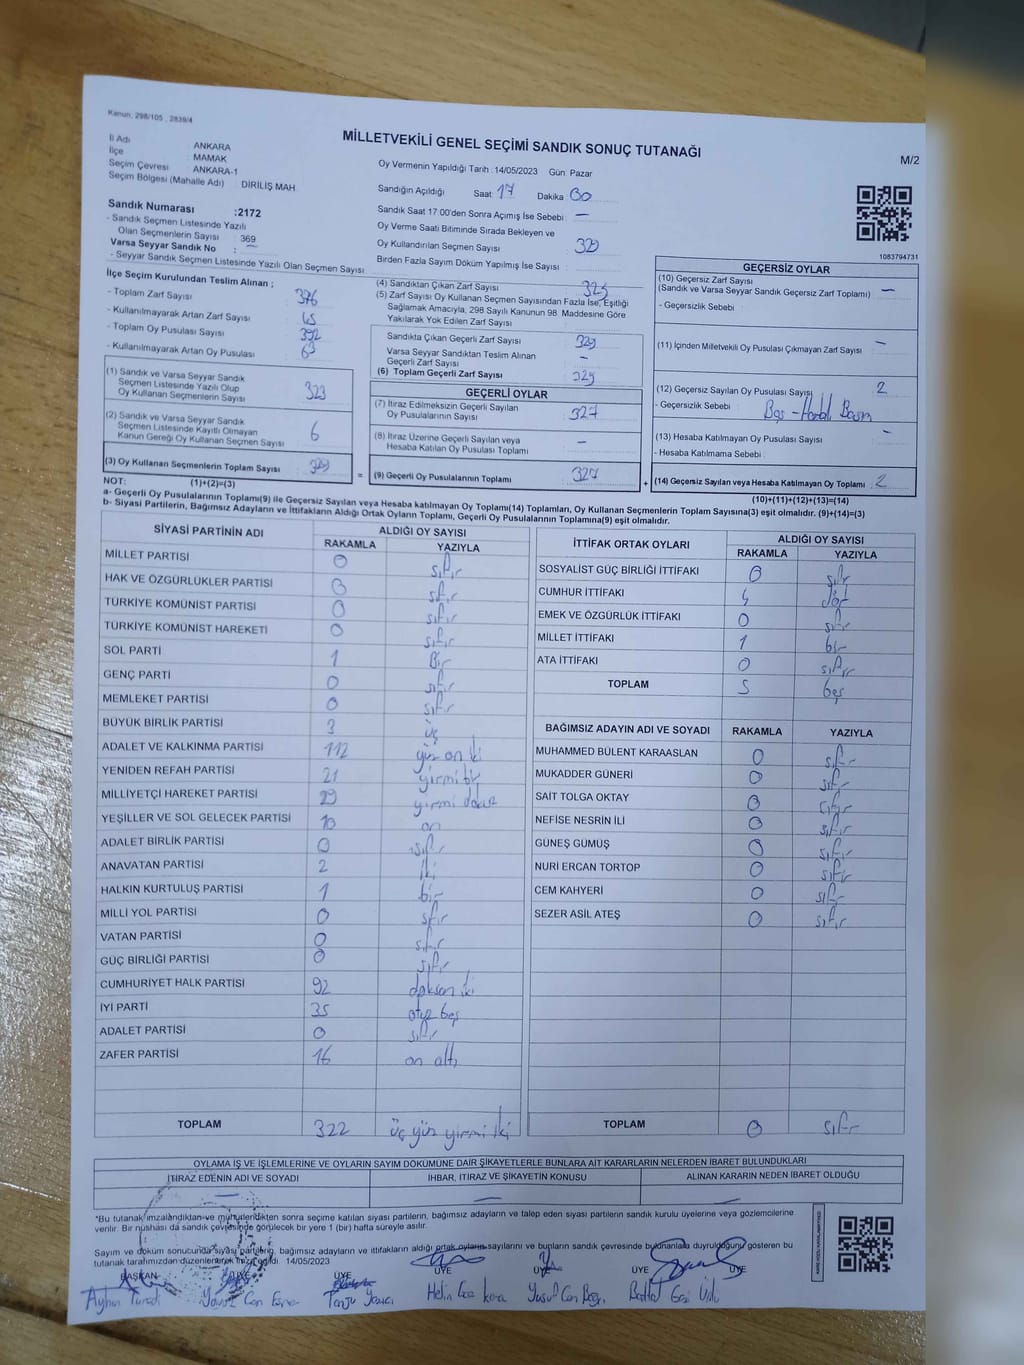 Kanun, 298/105 , 2839/4
MİLLETVEKİLİ GENEL SEÇİMİ SANDIK SONUÇ TUTANAĞI
M/2
İl Adı ANKARA
İlçe MAMAK
Seçim Çevresi ANKARA-1
Seçim Bölgesi (Mahalle Adı) DİRİLİŞ MAH
Oy Vermenin Yapıldığı Tarih :14/05/2023 Gün: Pazar
Sandığın Açıldığı Saat 17 Dakika 00
Sandık Numarası :2172
- Sandık Seçmen Listesinde Yazılı
Olan Seçmenlerin Sayısı : 369
Varsa Seyyar Sandık No : —
- Seyyar Sandık Seçmen Listesinde Yazılı Olan Seçmen Sayısı
Sandık Saat 17:00'den Sonra Açımış İse Sebebi : —
Oy Verme Saati Bitiminde Sırada Bekleyen ve
Oy Kullandırılan Seçmen Sayısı 329
Birden Fazla Sayım Döküm Yapılmış İse Sayısı
1083794731
İlçe Seçim Kurulundan Teslim Alınan ;
- Toplam Zarf Sayısı 376
- Kullanılmayarak Artan Zarf Sayısı
- Toplam Oy Pusulası Sayısı 392
- Kullanılmayarak Artan Oy Pusulası 63
(1) Sandık ve Varsa Seyyar Sandık
Seçmen Listesinde Yazılı Olup
Oy Kullanan Seçmenlerin Sayısı 323
(2) Sandık ve Varsa Seyyar Sandık
Seçmen Listesinde Kayıtlı Olmayan
Kanun Gereği Oy Kullanan Seçmen Sayısı 6
(3) Oy Kullanan Seçmenlerin Toplam Sayısı 329
NOT: (1)+(2)=(3)
(4) Sandıktan Çıkan Zarf Sayısı 329
(5) Zarf Sayısı Oy Kullanan Seçmen Sayısından Fazla İse, Eşitliği
Sağlamak Amacıyla, 298 Sayılı Kanunun 98. Maddesine Göre
Yakılarak Yok Edilen Zarf Sayısı
Sandıkta Çıkan Geçerli Zarf Sayısı 329
Varsa Seyyar Sandıktan Teslim Alınan
Geçerli Zarf Sayısı —
(6) Toplam Geçerli Zarf Sayısı 329
GEÇERLİ OYLAR
(7) İtiraz Edilmeksizin Geçerli Sayılan
Oy Pusulalarının Sayısı 327
(8) İtiraz Üzerine Geçerli Sayılan veya
Hesaba Katılan Oy Pusulası Toplamı —
= (9) Geçerli Oy Pusulalarının Toplamı 327
GEÇERSİZ OYLAR
(10) Geçersiz Zarf Sayısı
(Sandık ve Varsa Seyyar Sandık Geçersiz Zarf Toplamı) —
- Geçersizlik Sebebi
(11) İçinden Milletvekili Oy Pusulası Çıkmayan Zarf Sayısı —
(12) Geçersiz Sayılan Oy Pusulası Sayısı 2
- Geçersizlik Sebebi Boş -
(13) Hesaba Katılmayan Oy Pusulası Sayısı —
- Hesaba Katılmama Sebebi :
+ (14) Geçersiz Sayılan veya Hesaba Katılmayan Oy Toplamı : 2
(10)+(11)+(12)+(13)=(14)
a- Geçerli Oy Pusulalarının Toplamı(9) ile Geçersiz Sayılan veya Hesaba katılmayan Oy Toplamı(14) Toplamları, Oy Kullanan Seçmenlerin Toplam Sayısına(3) eşit olmalıdır. (9)+(14)=(3)
b- Siyasi Partilerin, Bağımsız Adayların ve İttifakların Aldığı Ortak Oyların Toplamı, Geçerli Oy Pusulalarının Toplamına(9) eşit olmalıdır.
SİYASİ PARTİNİN ADI ALDIĞI OY SAYISI
RAKAMLA YAZIYLA
MİLLET PARTİSİ 0 sıfır
HAK VE ÖZGÜRLÜKLER PARTİSİ 0 sıfır
TÜRKİYE KOMÜNİST PARTİSİ 0 sıfır
TÜRKİYE KOMÜNİST HAREKETİ 0 sıfır
SOL PARTİ 1 Bir
GENÇ PARTİ 0 sıfır
MEMLEKET PARTİSİ 0 sıfır
BÜYÜK BİRLİK PARTİSİ 3 üç
ADALET VE KALKINMA PARTİSİ 112 yüz on iki
YENİDEN REFAH PARTİSİ 21 yirmi bir
MİLLİYETÇİ HAREKET PARTİSİ 29 yirmi dokuz
YEŞİLLER VE SOL GELECEK PARTİSİ 10 on
ADALET BİRLİK PARTİSİ 0 sıfır
ANAVATAN PARTİSİ 2 iki
HALKIN KURTULUŞ PARTİSİ 1 bir
MİLLİ YOL PARTİSİ 0 sıfır
VATAN PARTİSİ 0 sıfır
GÜÇ BİRLİĞİ PARTİSİ 0 sıfır
CUMHURİYET HALK PARTİSİ 92 doksan iki
İYİ PARTİ 35 otuz beş
ADALET PARTİSİ 0 sıfır
ZAFER PARTİSİ 16 on altı
TOPLAM 322 üç yüz yirmi iki
İTTİFAK ORTAK OYLARI ALDIĞI OY SAYISI
RAKAMLA YAZIYLA
SOSYALİST GÜÇ BİRLİĞİ İTTİFAKI 0 sıfır
CUMHUR İTTİFAKI 4 dört
EMEK VE ÖZGÜRLÜK İTTİFAKI 0 sıfır
MİLLET İTTİFAKI 1 bir
ATA İTTİFAKI 0 sıfır
TOPLAM 5 beş
BAĞIMSIZ ADAYIN ADI VE SOYADI RAKAMLA YAZIYLA
MUHAMMED BÜLENT KARAASLAN 0 sıfır
MUKADDER GÜNERİ 0 sıfır
SAİT TOLGA OKTAY 0 sıfır
NEFİSE NESRİN İLİ 0 sıfır
GÜNEŞ GÜMÜŞ 0 sıfır
NURİ ERCAN TORTOP 0 sıfır
CEM KAHYERİ 0 sıfır
SEZER ASİL ATEŞ 0 sıfır
TOPLAM 0 sıfır
OYLAMA İŞ VE İŞLEMLERİNE VE OYLARIN SAYIM DÖKÜMÜNE DAİR ŞİKAYETLERLE BUNLARA AİT KARARLARIN NELERDEN İBARET BULUNDUKLARI
İTİRAZ EDENİN ADI VE SOYADI İHBAR, İTİRAZ VE ŞİKAYETİN KONUSU ALINAN KARARIN NEDEN İBARET OLDUĞU
— — —
*Bu tutanak imzalandıktan ve mühürlendikten sonra seçime katılan siyasi partilerin, bağımsız adayların ve talep eden siyasi partilerin sandık kurulu üyelerine veya gözlemcilerine
verilir. Bir nüshası da sandık çevresinde görülecek bir yere 1 (bir) hafta süreyle asılır.
Sayım ve döküm sonucunda siyasi partilerin, bağımsız adayların ve ittifakların aldığı ortak oyların sayılarını ve bunların sandık çevresinde bulunanlara duyrulduğunu gösteren bu
tutanak tarafımızdan düzenlenerek imza edildi. 14/05/2023
BAŞKAN ÜYE ÜYE ÜYE ÜYE ÜYE